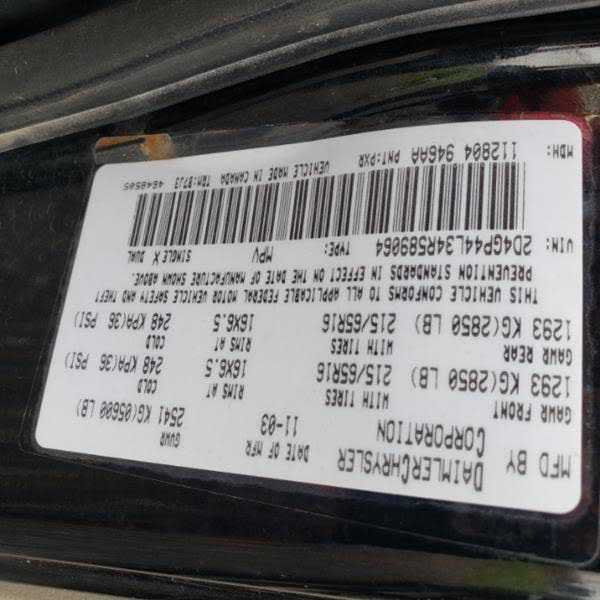 MFD BY DAIMLERCHRYSLER CORPORATION DATE OF MFR 11-03 GVWR 2541 KG(05600 LB)
GAWR FRONT 1293 KG(2850 LB) WITH TIRES 215/65R16 RIMS AT 16X6.5 COLD 248 KPA(36 PSI)
GAWR REAR 1293 KG(2850 LB) WITH TIRES 215/65R16 RIMS AT 16X6.5 COLD 248 KPA(36 PSI)
THIS VEHICLE CONFORMS TO ALL APPLICABLE FEDERAL MOTOR VEHICLE SAFETY AND THEFT
PREVENTION STANDARDS IN EFFECT ON THE DATE OF MANUFACTURE SHOWN ABOVE.
VIN: 2D4GP44L34R589064 TYPE: MPV SINGLE X DUAL
MDH: 112804 946AA PNT:PXR VEHICLE MADE IN CANADA TRM:B7J3 4648505